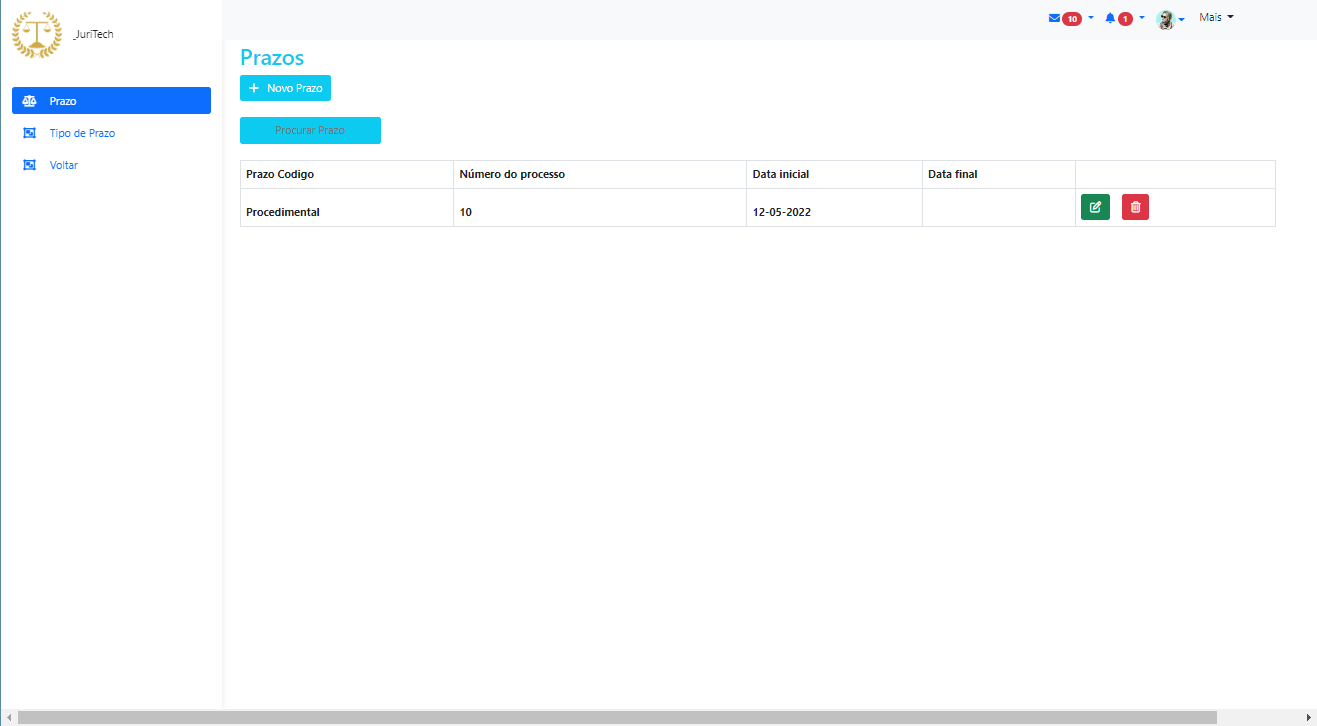 _JuriTech
10
1
Mais
Prazo
Tipo de Prazo
Voltar
Prazos
+ Novo Prazo
Procurar Prazo
Prazo Codigo Número do processo Data inicial Data final
Procedimental 10 12-05-2022